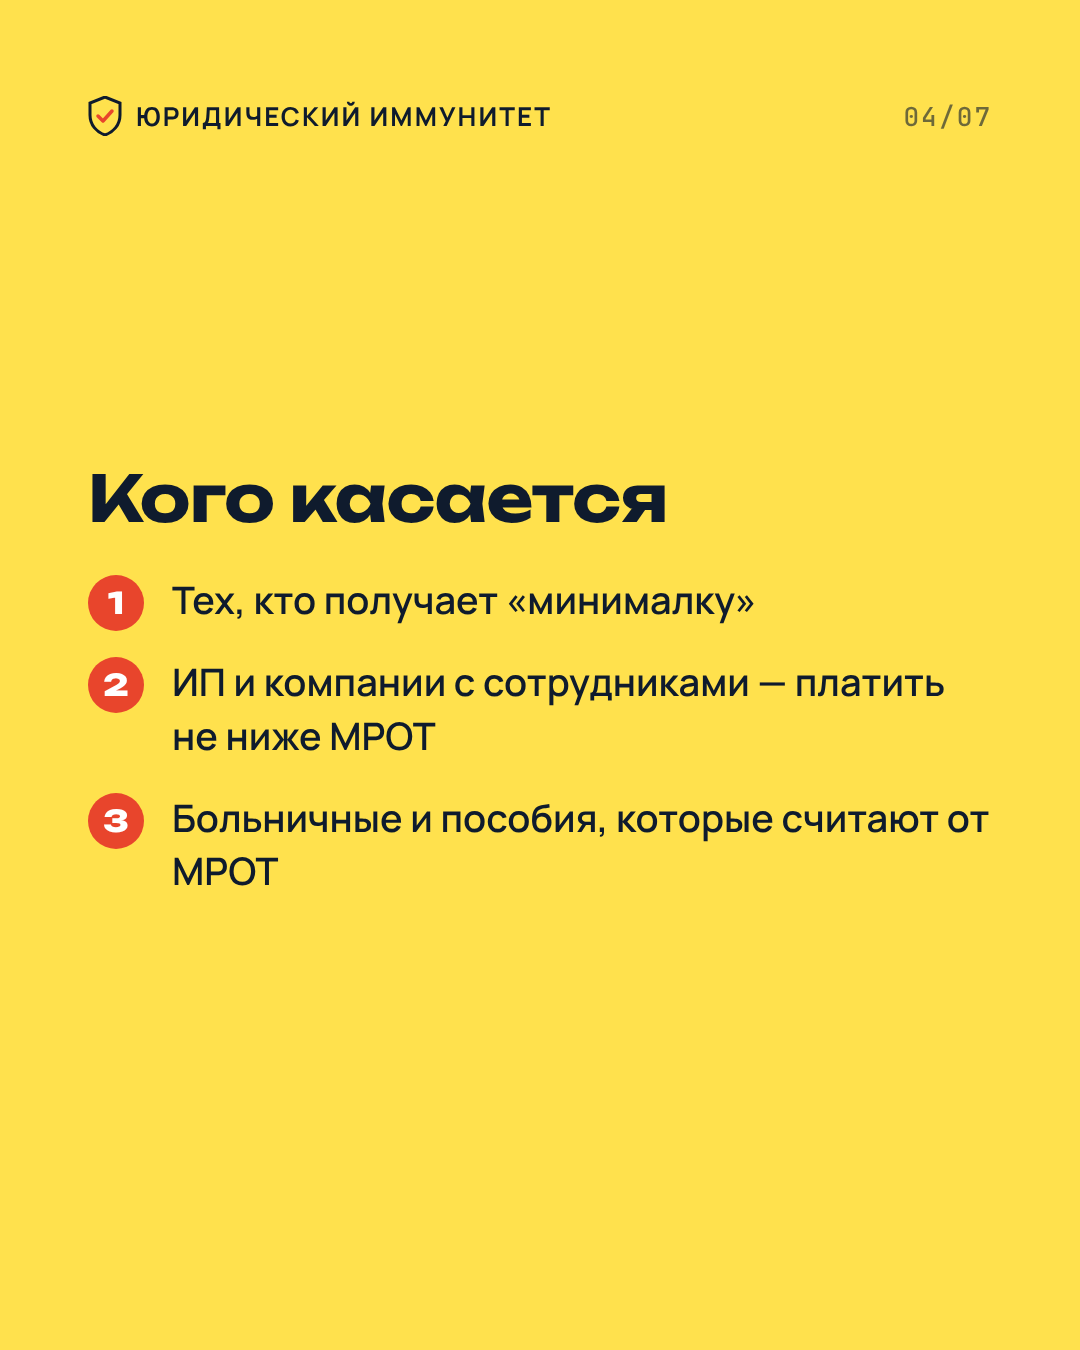 ЮРИДИЧЕСКИЙ ИММУНИТЕТ
04/07
Кого касается
1 Тех, кто получает «минималку»
2 ИП и компании с сотрудниками — платить
не ниже МРОТ
3 Больничные и пособия, которые считают от
МРОТ